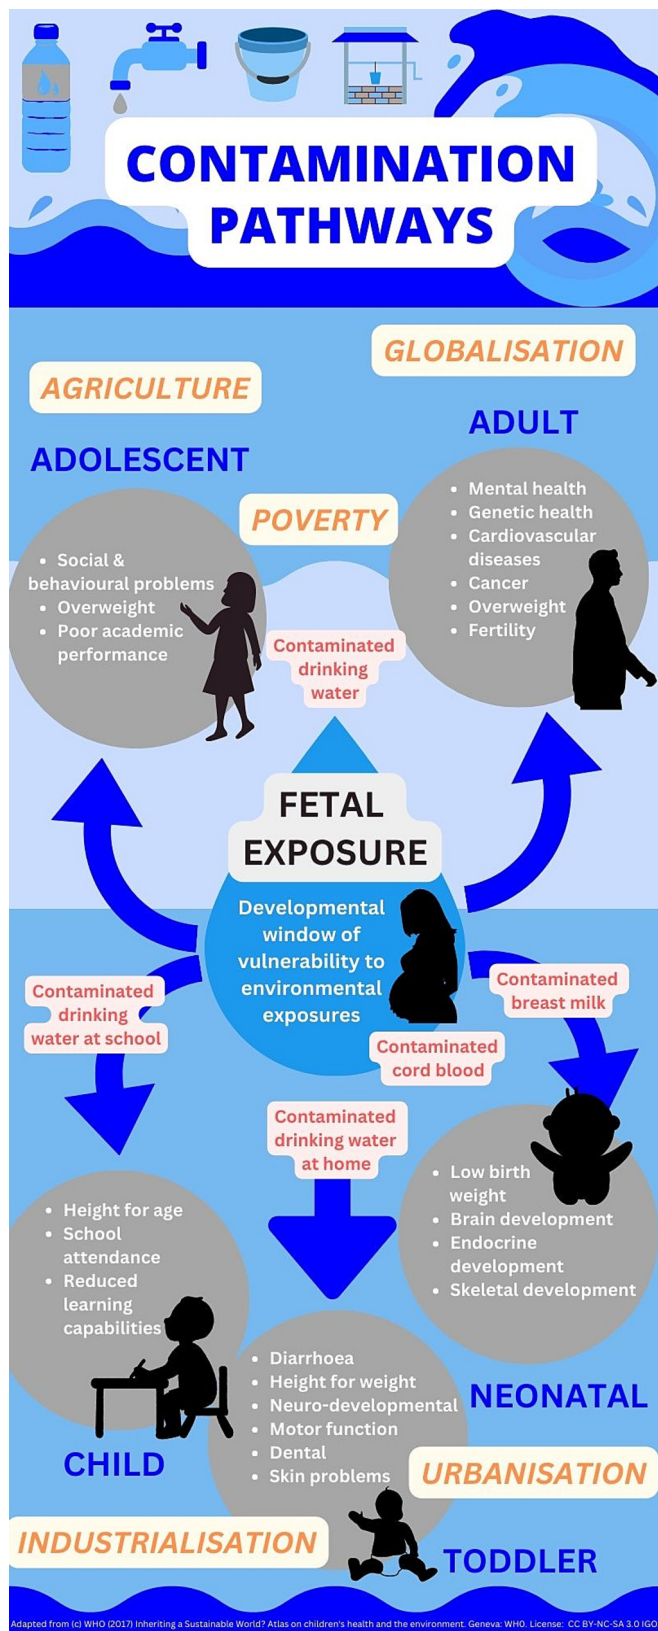 CONTAMINATION
PATHWAYS
GLOBALISATION
AGRICULTURE
ADULT
ADOLESCENT
• Mental health
• Genetic health
• Cardiovascular
diseases
• Cancer
• Overweight
• Fertility
POVERTY
• Social &
behavioural problems
• Overweight
• Poor academic
performance
Contaminated
drinking
water
FETAL
EXPOSURE
Developmental
window of
vulnerability to
environmental
exposures
Contaminated
drinking
water at school
Contaminated
breast milk
Contaminated
cord blood
Contaminated
drinking water
at home
• Low birth
weight
• Brain development
• Endocrine
development
• Skeletal development
• Height for age
• School
attendance
• Reduced
learning
capabilities
• Diarrhoea
• Height for weight
• Neuro-developmental
• Motor function
• Dental
• Skin problems
NEONATAL
CHILD
URBANISATION
INDUSTRIALISATION
TODDLER
Adapted from (c) WHO (2017) Inheriting a Sustainable World? Atlas on children's health and the environment. Geneva: WHO. License: CC BY-NC-SA 3.0 IGO